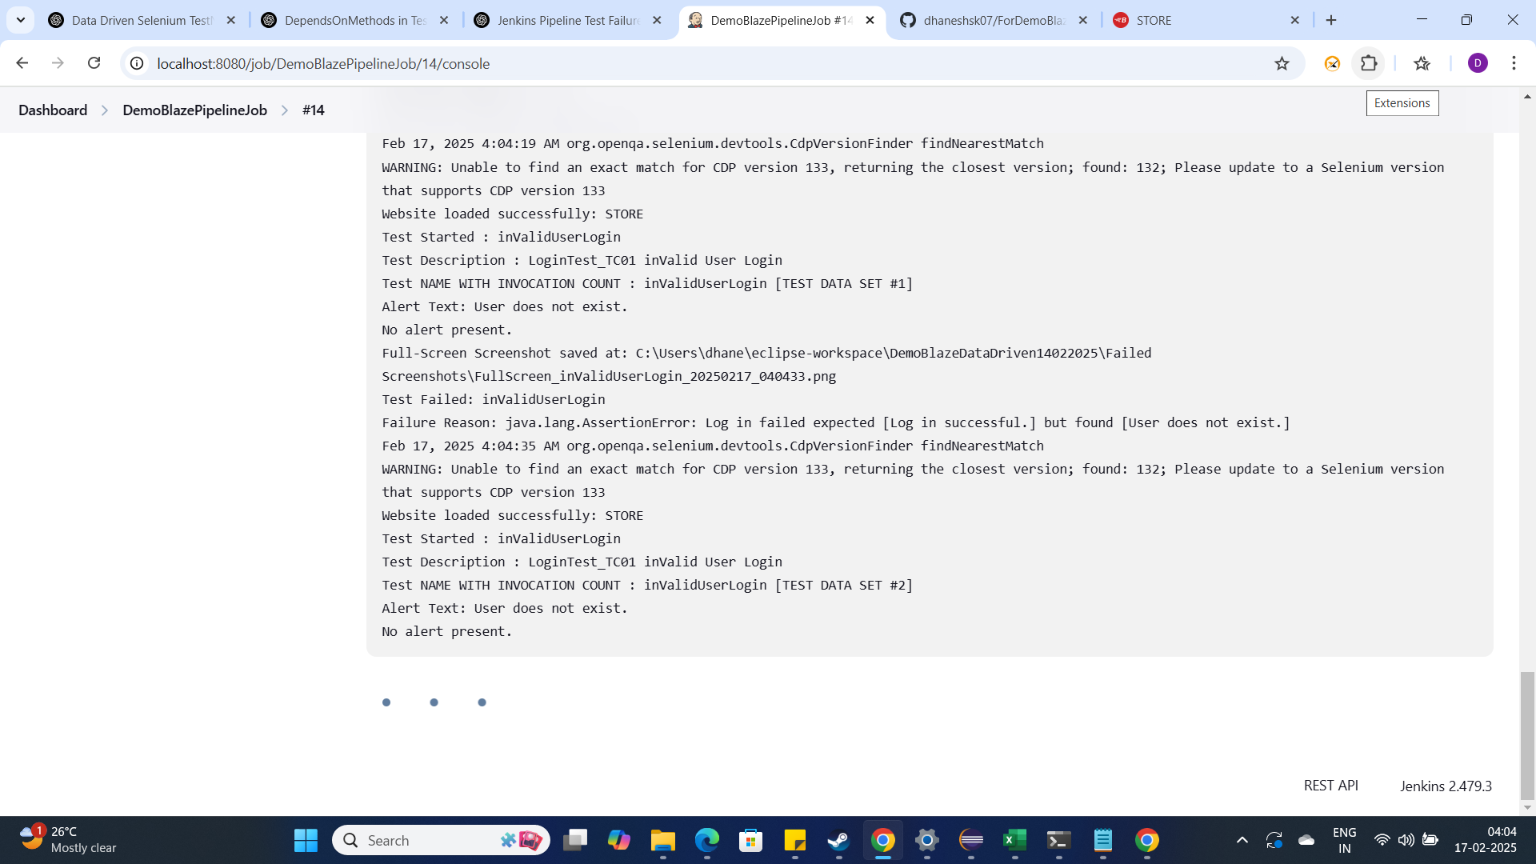 Data Driven Selenium Test
DependsOnMethods in Tes
Jenkins Pipeline Test Failure
DemoBlazePipelineJob #14
dhaneshsk07/ForDemoBla
STORE
localhost:8080/job/DemoBlazePipelineJob/14/console
D
Dashboard
DemoBlazePipelineJob
#14
Extensions
Feb 17, 2025 4:04:19 AM org.openqa.selenium.devtools.CdpVersionFinder findNearestMatch
WARNING: Unable to find an exact match for CDP version 133, returning the closest version; found: 132; Please update to a Selenium version
that supports CDP version 133
Website loaded successfully: STORE
Test Started : inValidUserLogin
Test Description : LoginTest_TC01 inValid User Login
Test NAME WITH INVOCATION COUNT : inValidUserLogin [TEST DATA SET #1]
Alert Text: User does not exist.
No alert present.
Full-Screen Screenshot saved at: C:\Users\dhane\eclipse-workspace\DemoBlazeDataDriven14022025\Failed
Screenshots\FullScreen_inValidUserLogin_20250217_040433.png
Test Failed: inValidUserLogin
Failure Reason: java.lang.AssertionError: Log in failed expected [Log in successful.] but found [User does not exist.]
Feb 17, 2025 4:04:35 AM org.openqa.selenium.devtools.CdpVersionFinder findNearestMatch
WARNING: Unable to find an exact match for CDP version 133, returning the closest version; found: 132; Please update to a Selenium version
that supports CDP version 133
Website loaded successfully: STORE
Test Started : inValidUserLogin
Test Description : LoginTest_TC01 inValid User Login
Test NAME WITH INVOCATION COUNT : inValidUserLogin [TEST DATA SET #2]
Alert Text: User does not exist.
No alert present.
REST API
Jenkins 2.479.3
1
26°C
Mostly clear
Search
ENG
IN
04:04
17-02-2025